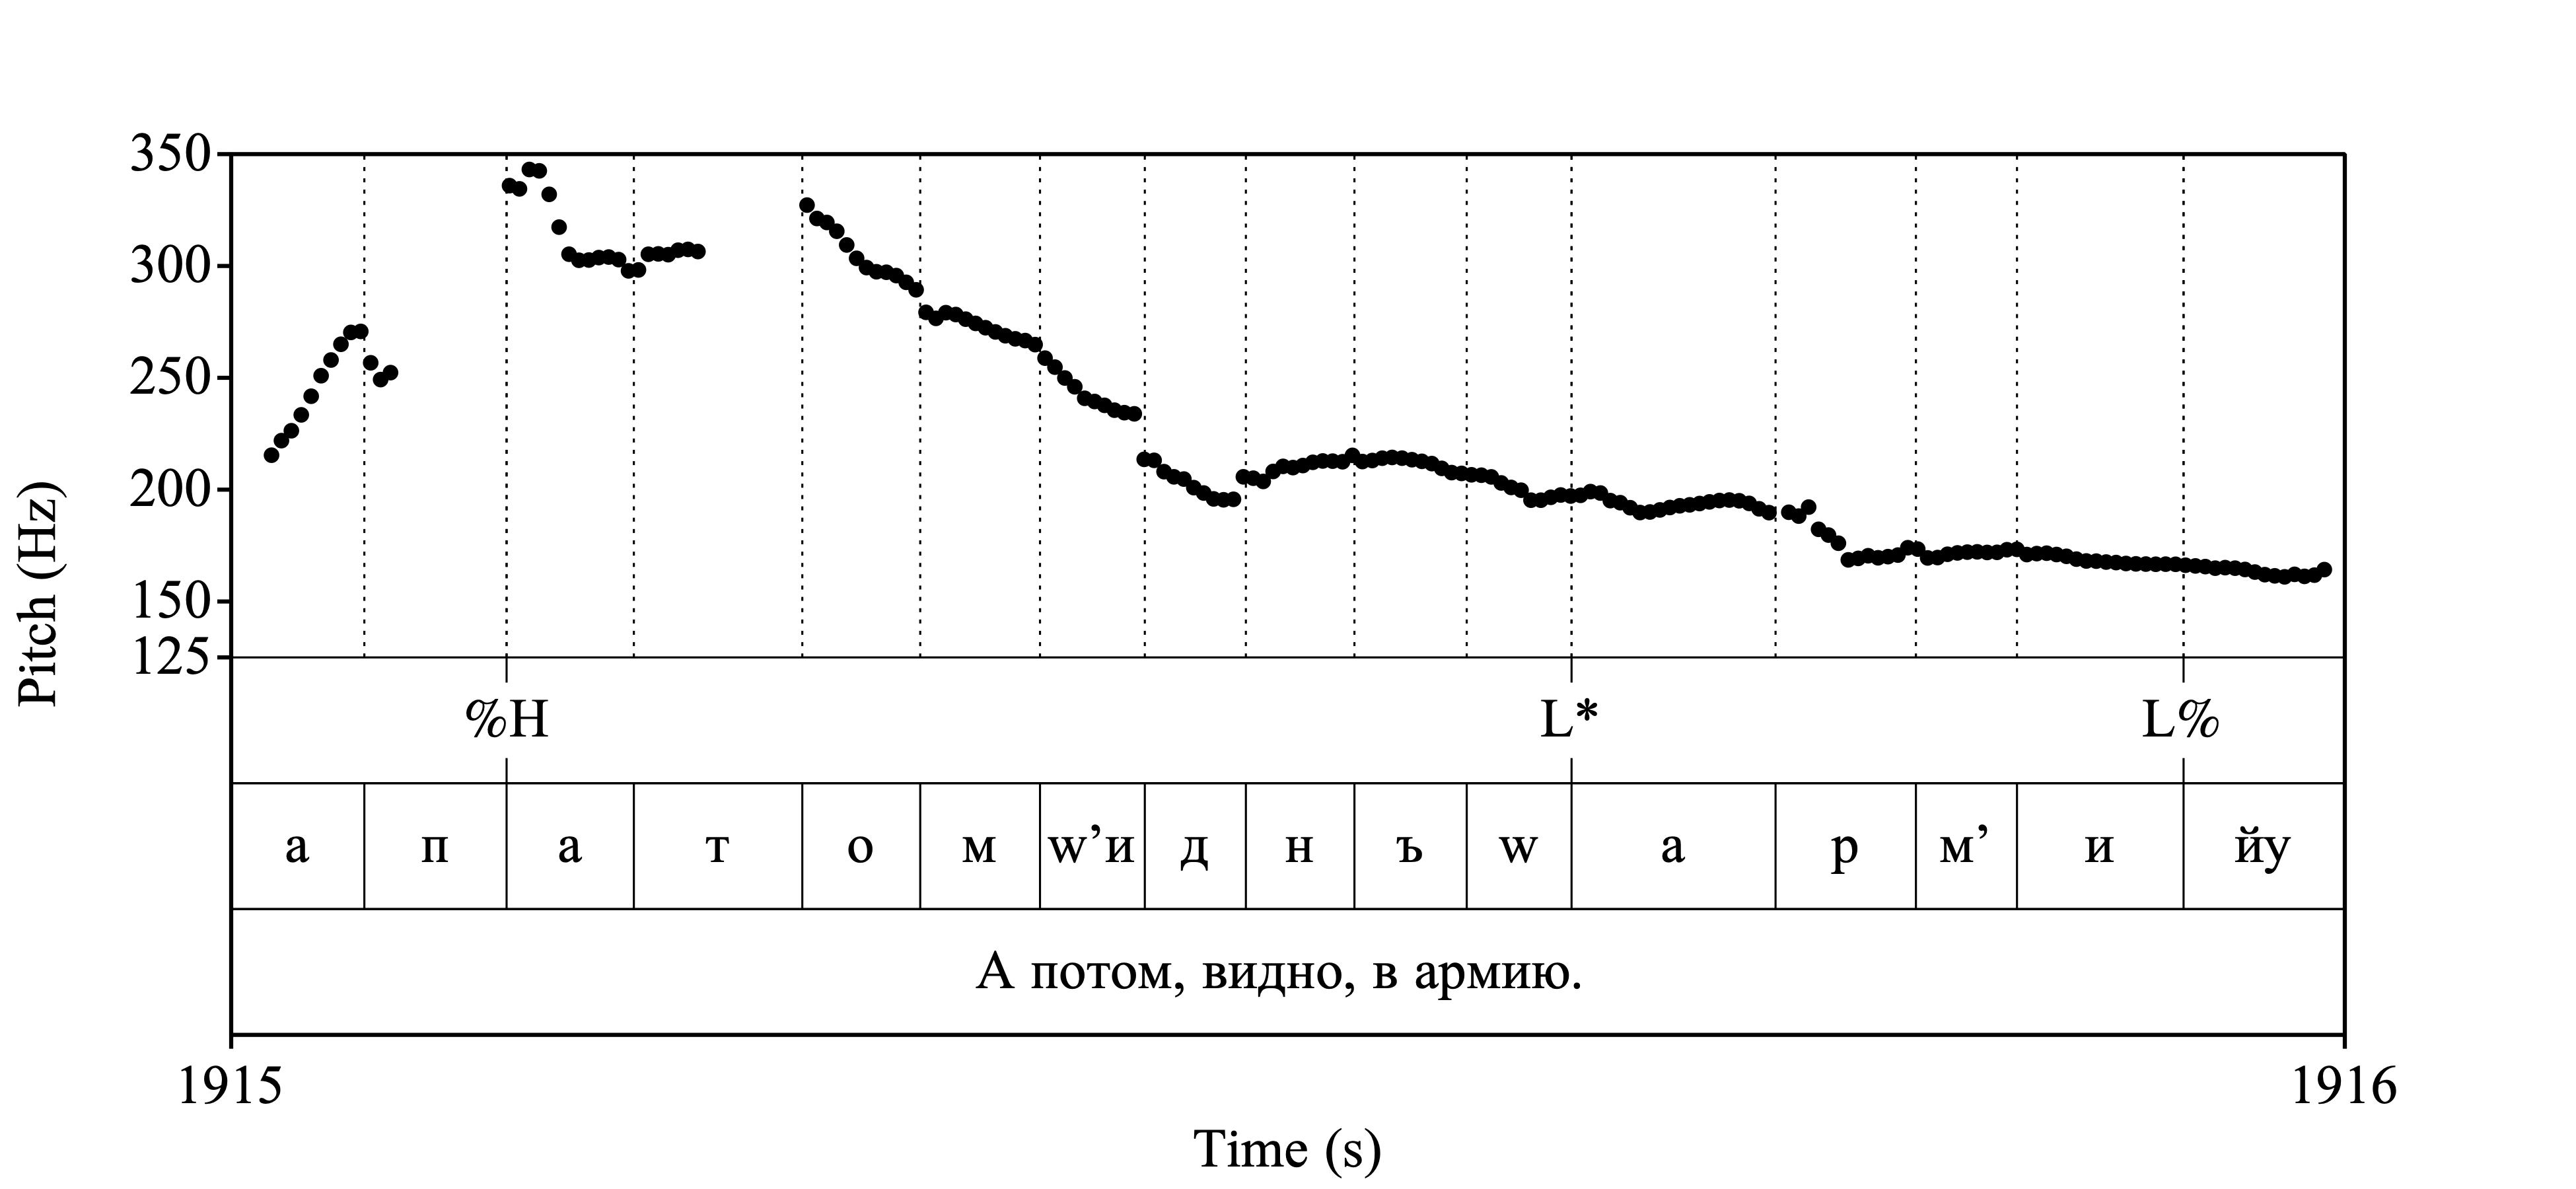 350
300
250
200
150
125
Pitch (Hz)
%H L* L%
а п а т о м w’и д н ъ w а р м’ и йу
А потом, видно, в армию.
1915 1916
Time (s)